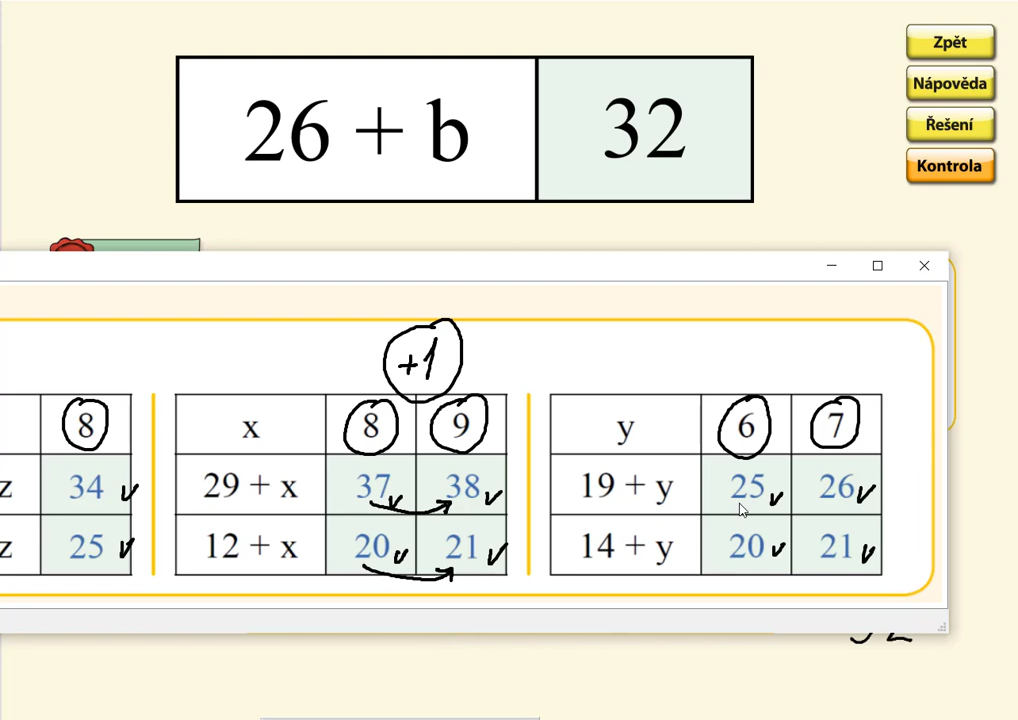 26 + b 32
Zpět
Nápověda
Řešení
Kontrola
+1
8
z 34
z 25
x 8 9
29 + x 37 38
12 + x 20 21
y 6 7
19 + y 25 26
14 + y 20 21